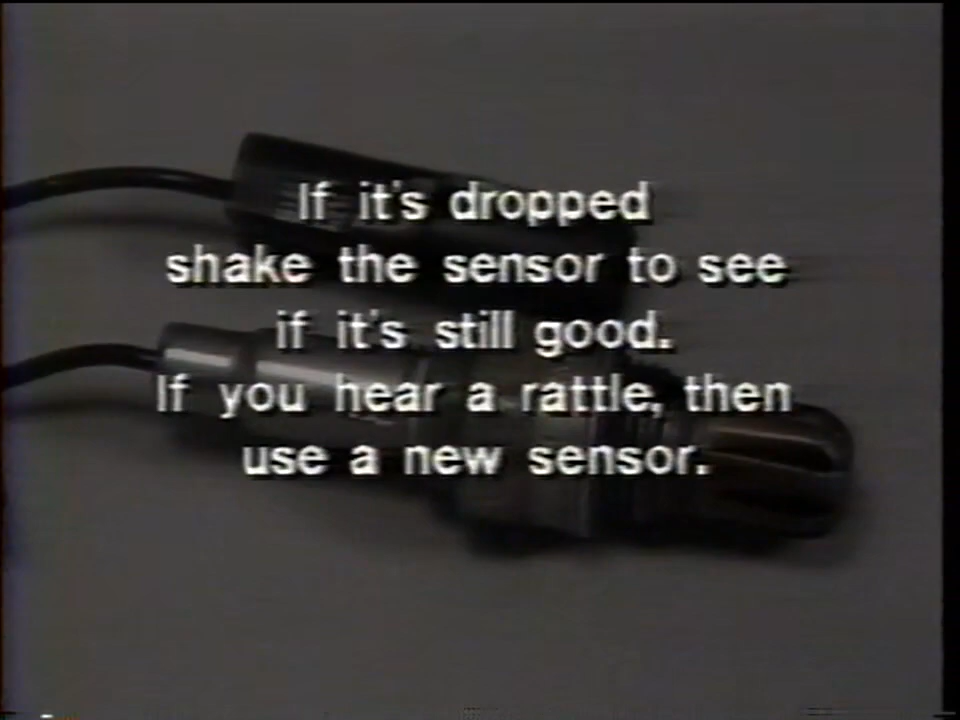 If it's dropped
shake the sensor to see
if it's still good.
If you hear a rattle, then
use a new sensor.